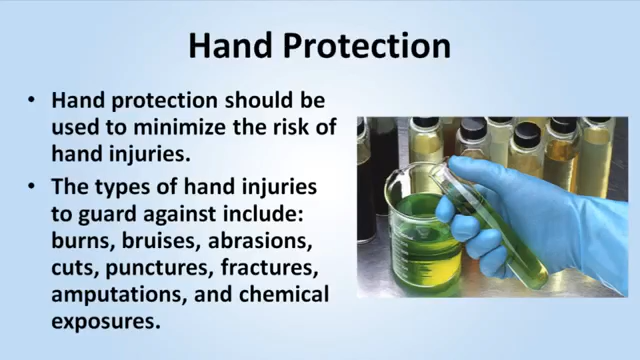 Hand Protection
• Hand protection should be
used to minimize the risk of
hand injuries.
• The types of hand injuries
to guard against include:
burns, bruises, abrasions,
cuts, punctures, fractures,
amputations, and chemical
exposures.